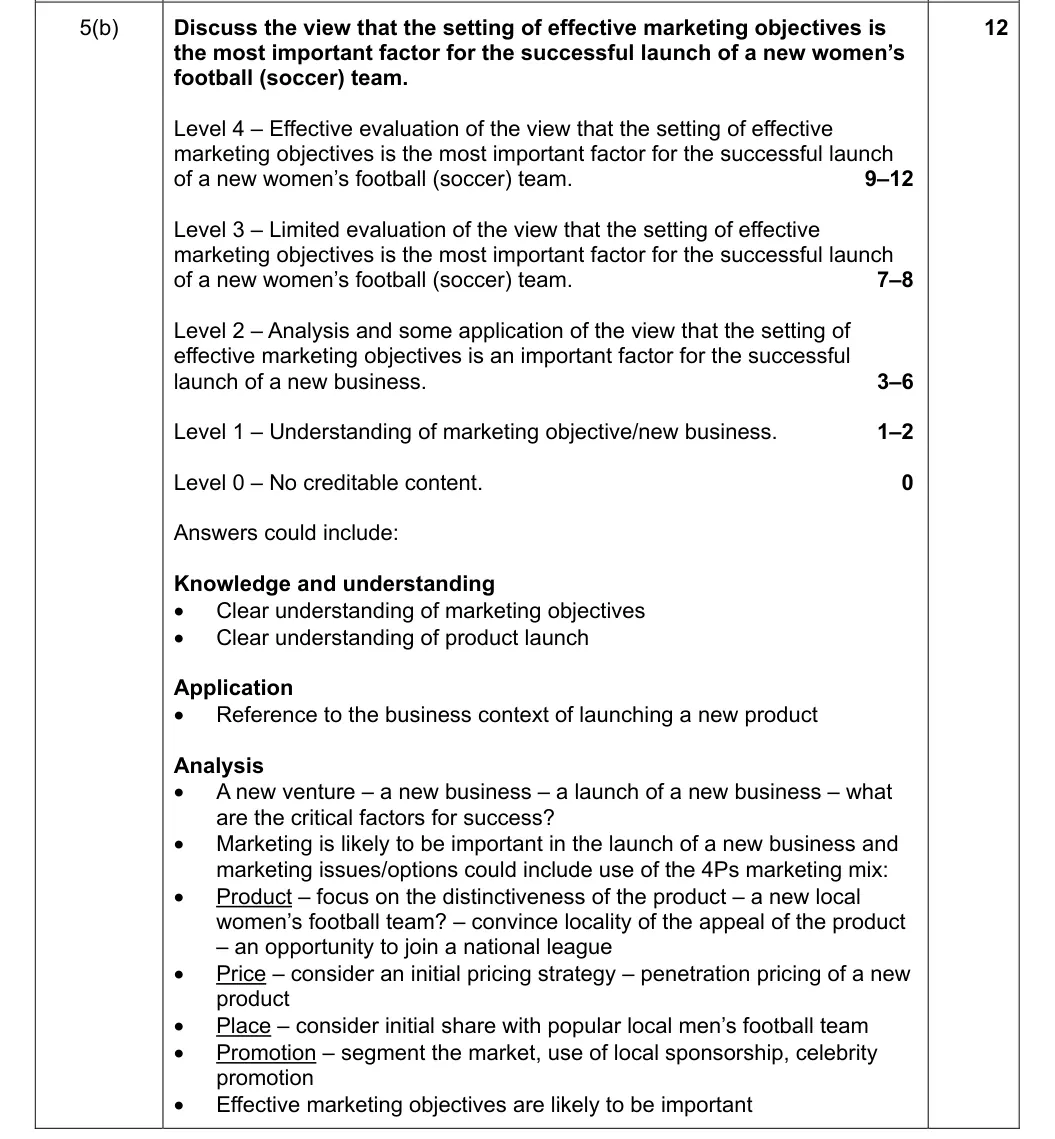 5(b) Discuss the view that the setting of effective marketing objectives is 12
the most important factor for the successful launch of a new women’s
football (soccer) team.
Level 4 – Effective evaluation of the view that the setting of effective
marketing objectives is the most important factor for the successful launch
of a new women’s football (soccer) team. 9–12
Level 3 – Limited evaluation of the view that the setting of effective
marketing objectives is the most important factor for the successful launch
of a new women’s football (soccer) team. 7–8
Level 2 – Analysis and some application of the view that the setting of
effective marketing objectives is an important factor for the successful
launch of a new business. 3–6
Level 1 – Understanding of marketing objective/new business. 1–2
Level 0 – No creditable content. 0
Answers could include:
Knowledge and understanding
• Clear understanding of marketing objectives
• Clear understanding of product launch
Application
• Reference to the business context of launching a new product
Analysis
• A new venture – a new business – a launch of a new business – what
are the critical factors for success?
• Marketing is likely to be important in the launch of a new business and
marketing issues/options could include use of the 4Ps marketing mix:
• Product – focus on the distinctiveness of the product – a new local
women’s football team? – convince locality of the appeal of the product
– an opportunity to join a national league
• Price – consider an initial pricing strategy – penetration pricing of a new
product
• Place – consider initial share with popular local men’s football team
• Promotion – segment the market, use of local sponsorship, celebrity
promotion
• Effective marketing objectives are likely to be important